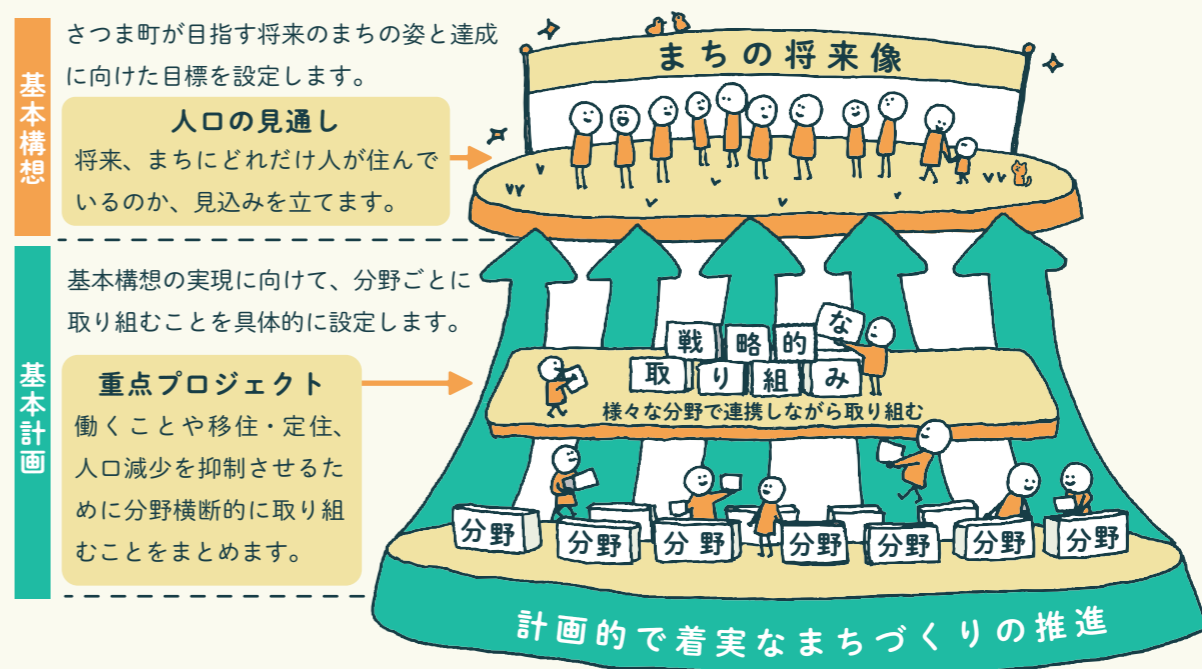 基本構想
さつま町が目指す将来のまちの姿と達成
に向けた目標を設定します。
人口の見通し
将来、まちにどれだけ人が住んで
いるのか、見込みを立てます。
まちの将来像
基本計画
基本構想の実現に向けて、分野ごとに
取り組むことを具体的に設定します。
重点プロジェクト
働くことや移住・定住、
人口減少を抑制させるた
めに分野横断的に取り組
むことをまとめます。
戦略的な
取り組み
様々な分野で連携しながら取り組む
分野 分野 分野 分野 分野 分野 分野
計画的で着実なまちづくりの推進